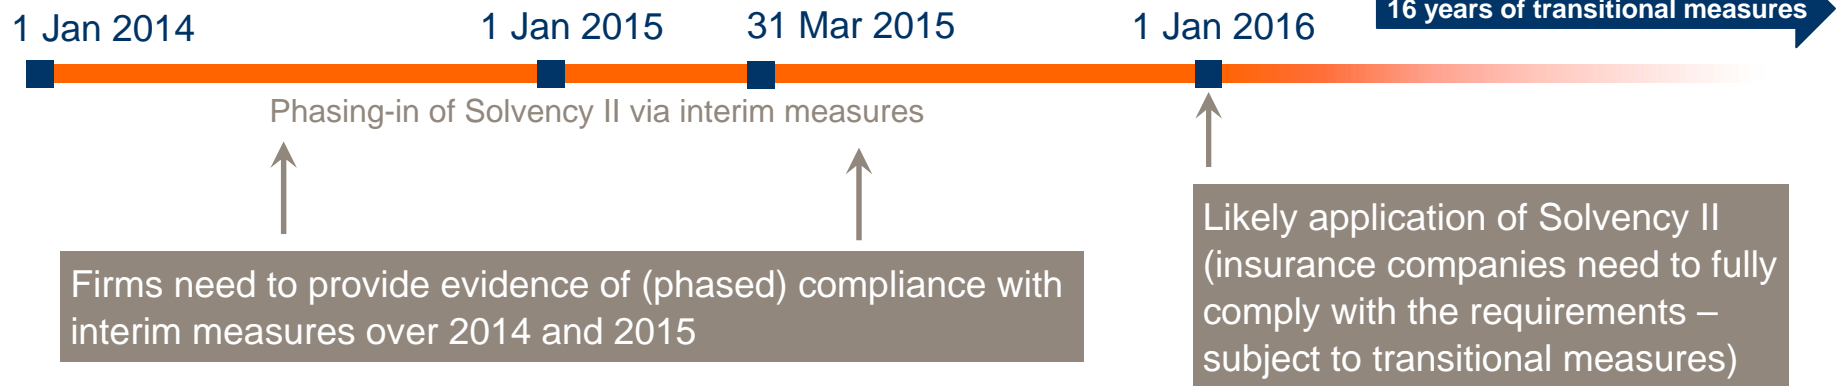 16 years of transitional measures
1 Jan 2014
1 Jan 2015
31 Mar 2015
1 Jan 2016
Phasing-in of Solvency II via interim measures
Firms need to provide evidence of (phased) compliance with
interim measures over 2014 and 2015
Likely application of Solvency II
(insurance companies need to fully
comply with the requirements –
subject to transitional measures)